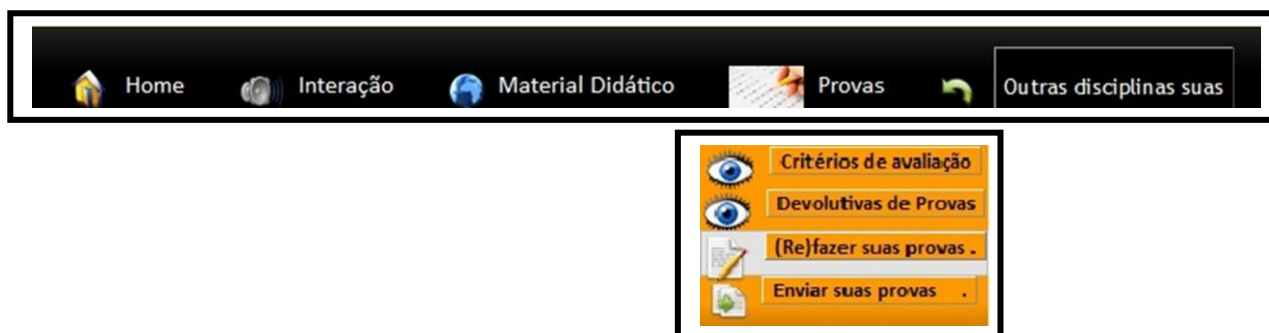 Home Interação Material Didático Provas Outras disciplinas suas
Critérios de avaliação
Devolutivas de Provas
(Re)fazer suas provas .
Enviar suas provas .